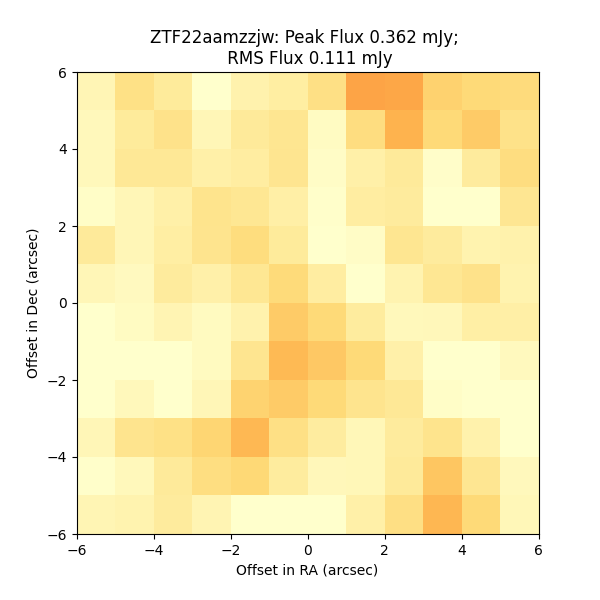 ZTF22aamzzjw: Peak Flux 0.362 mJy;
RMS Flux 0.111 mJy
6
4
2
0
−2
−4
−6
Offset in Dec (arcsec)
−6 −4 −2 0 2 4 6
Offset in RA (arcsec)